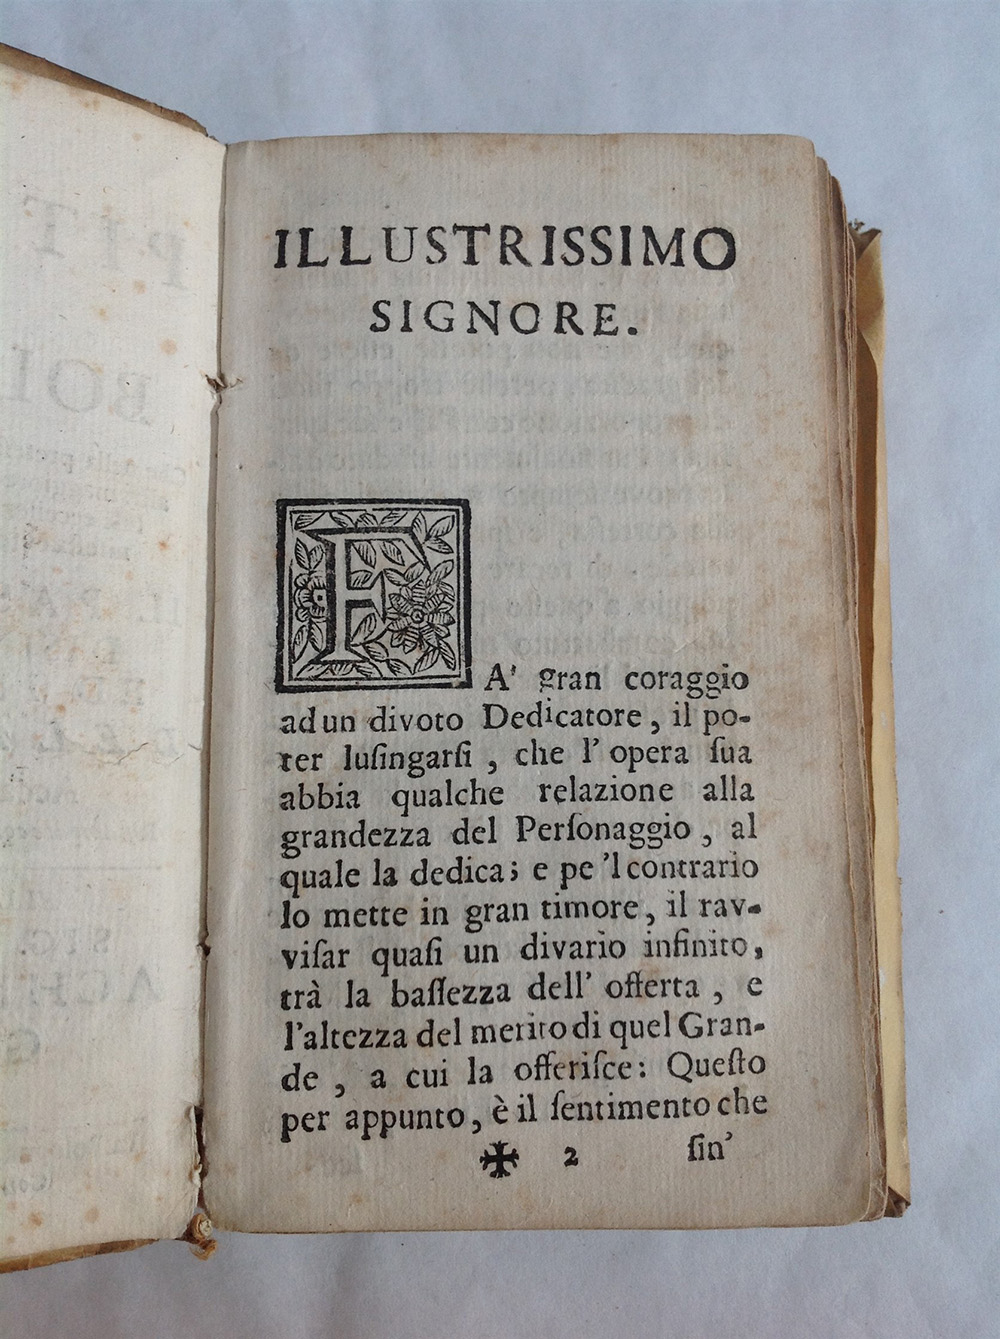 ILLUSTRISSIMO
SIGNORE.
FA' gran coraggio
ad un divoto Dedicatore, il po-
ter luſingarſi, che l'opera ſua
abbia qualche relazione alla
grandezza del Perſonaggio, al
quale la dedica; e pe 'l contrario
lo mette in gran timore, il rav-
viſar quaſi un divario infinito,
trà la baſſezza dell' offerta, e
l'altezza del merito di quel Gran-
de, a cui la offeriſce: Queſto
per appunto, è il ſentimento che
✠ 2 ſin'